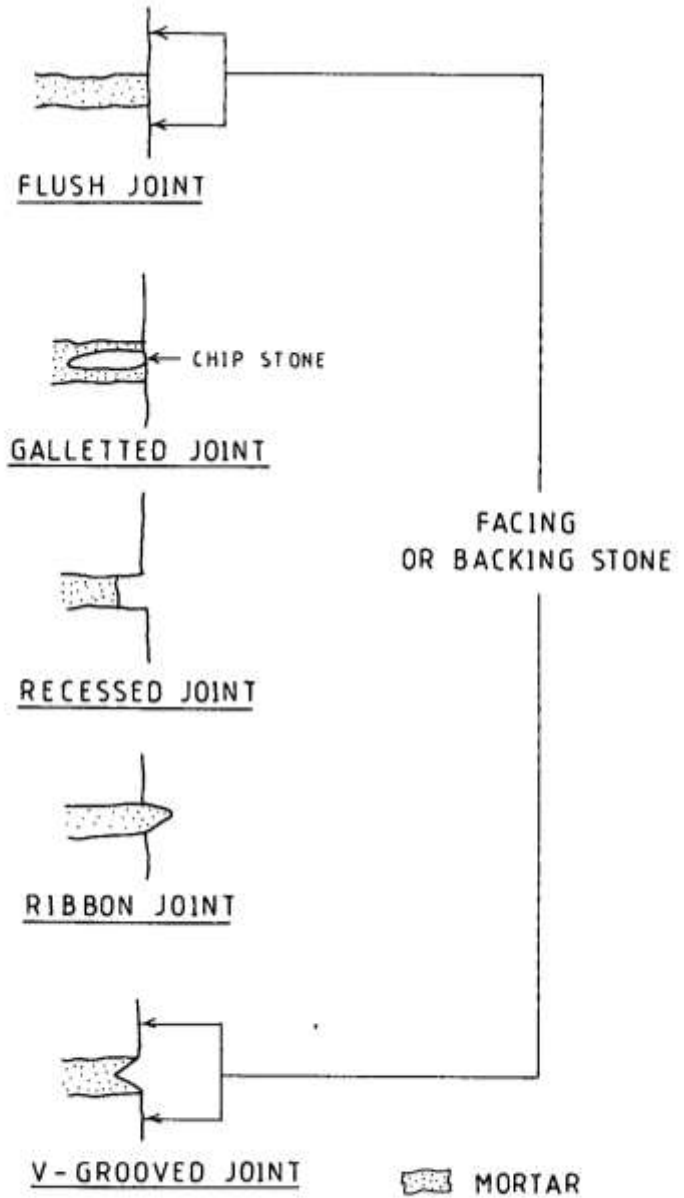 FLUSH JOINT
CHIP STONE
GALLETTED JOINT
FACING
OR BACKING STONE
RECESSED JOINT
RIBBON JOINT
V-GROOVED JOINT
MORTAR